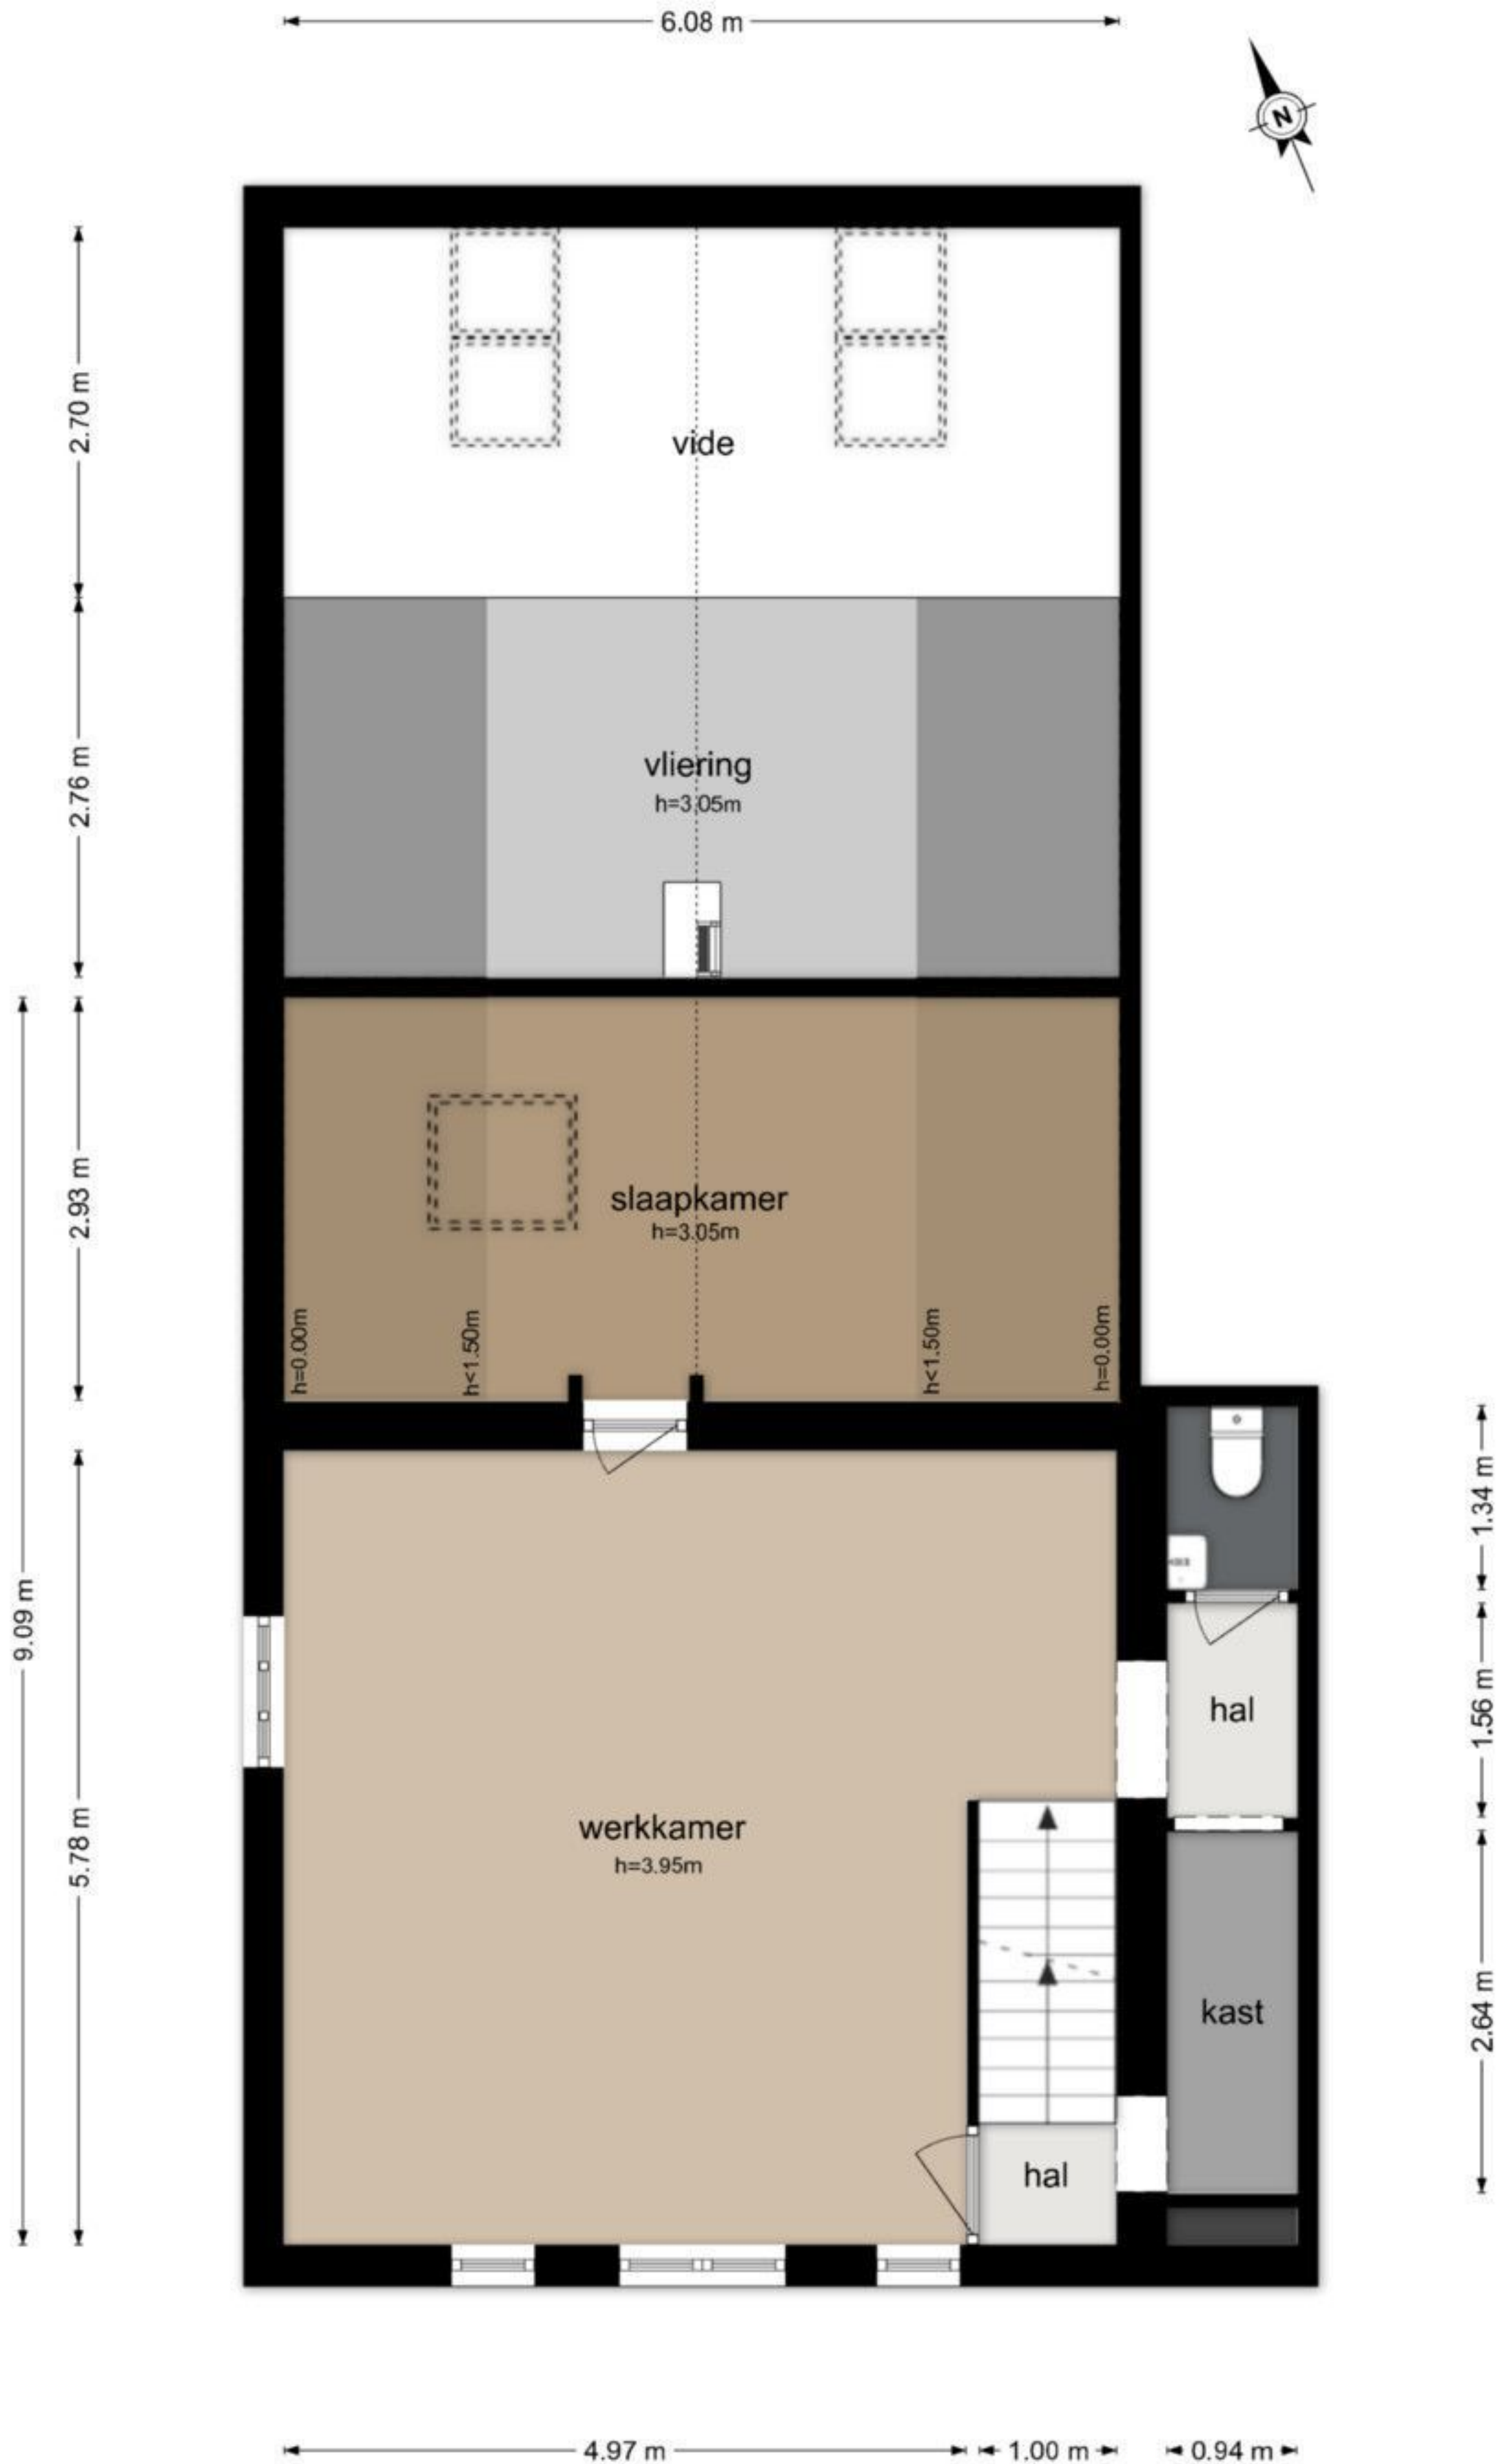 6.08 m
N
2.70 m
vide
2.76 m
vliering
h=3.05m
2.93 m
slaapkamer
h=3.05m
h=0.00m
h<1.50m
h<1.50m
h=0.00m
9.09 m
1.34 m
1.56 m
hal
5.78 m
werkkamer
h=3.95m
2.64 m
kast
hal
4.97 m
1.00 m
0.94 m